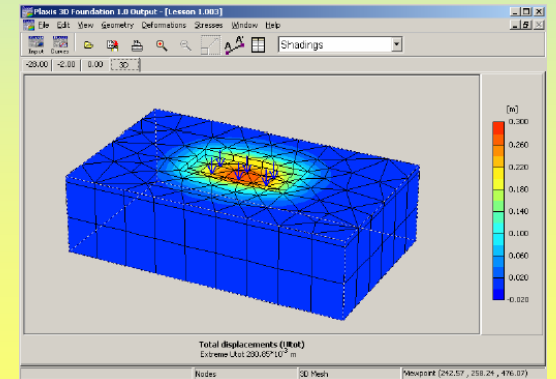 Plaxis 3D Foundation 1.0 Output - [Lesson 1.003]
File Edit View Geometry Deformations Stresses Window Help
Input Curves Shadings
-28.00 -2.00 0.00 3D
[m]
0.300
0.260
0.220
0.180
0.140
0.100
0.060
0.020
-0.020
Total displacements (Utot)
Extreme Utot 280.85*10-3 m
Nodes 3D Mesh Viewpoint (242.57 , 258.24 , 476.07)